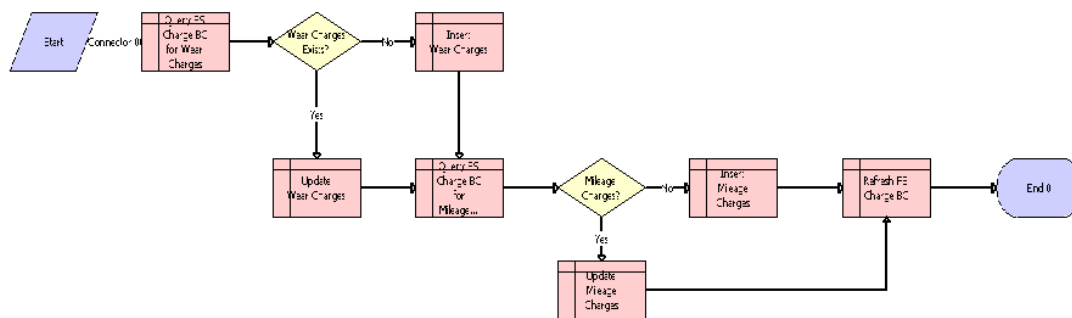 Start
Connector 0
Query FS
Charge BC
for Wear
Charges
Wear Charges
Exists?
No
Insert
Wear Charges
Yes
Update
Wear Charges
Query FS
Charge BC
for
Mileage...
Mileage
Charges?
No
Insert
Mileage
Charges
Refresh FS
Charge BC
End 0
Yes
Update
Mileage
Charges